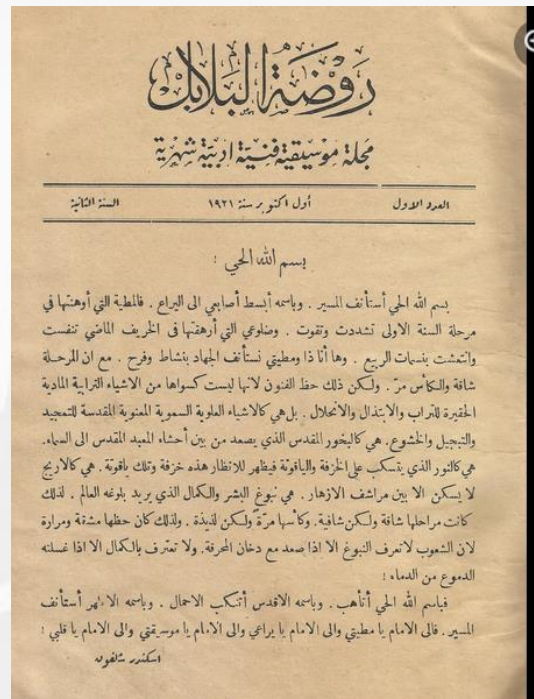 روضة البلابل
مجلة موسيقية فنية ادبية شهرية
العدد الاول
أول اكتوبر سنة ١٩٢١
السنة الثانية
بسم الله الحي !
بسم الله الحي أستأنف المسير . وباسمه أبسط أصابعي الى اليراع . فالمطية التي أوهنتها في
مرحلة السنة الاولى تشددت وتقوت . وضلوعي التي أرهقتها فى الخريف الماضي تنفست
وانتعشت بنسمات الربيع . وها أنا ذا ومطيتي نستأنف الجهاد بنشاط وفرح . مع ان المرحلة
شاقة والكأس مرّ . ولكن ذلك حظ الفنون لانها ليست كسواها من الاشياء الترابية المادية
الحقيرة للتراب والابتذال والانحلال . بل هي كالاشياء العلوية السموية المعنوية المقدسة للتمجيد
والتبجيل والخشوع. هي كالبخور المقدس الذي يصعد من بين أحشاء المعبد المقدس الى السماء.
هي كالنور الذي ينسكب على الخزفة والياقوتة فيظهر للانظار هذه خزفة وتلك ياقوتة . هي كالاريج
لا يسكن الا بين مراشف الازهار . هي نبوغ البشر والكمال الذي يريد بلوغه العالم . لذلك
كانت مراحلها شاقة ولكن شافية. وكأسها مرّة ولكن لذيذة . ولذلك كان حظها مشقة ومرارة
لان الشعوب لا تعرف النبوغ الا اذا صعد مع دخان المحرقة. ولا تعترف بالكمال الا اذا غسلته
الدموع من الدماء !
فباسم الله الحي أتأهب . وباسمه الاقدس أتنكب الاحمال . وباسمه الاطهر أستأنف
المسير . فالى الامام يا مطيتي والى الامام يا يراعي والى الامام يا موسيقتي والى الامام يا قلبي !
اسكندر شلفون